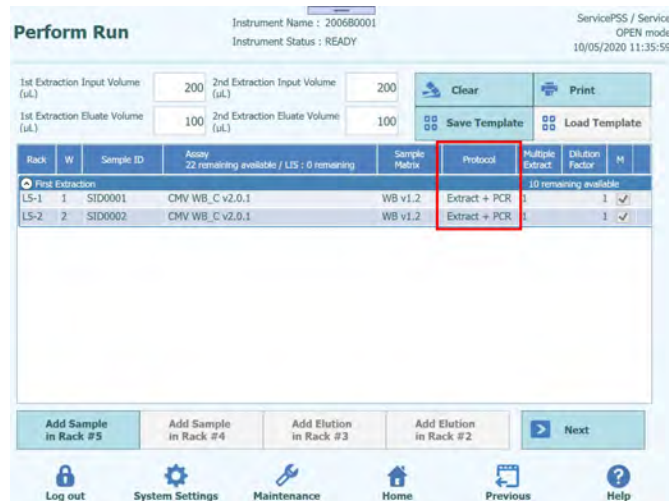 Perform Run
Instrument Name : 2006B0001
Instrument Status : READY
ServicePSS / Service
OPEN mode
10/05/2020 11:35:59
1st Extraction Input Volume (uL) 200 2nd Extraction Input Volume (uL) 200
Clear Print
1st Extraction Eluate Volume (uL) 100 2nd Extraction Eluate Volume (uL) 100
Save Template Load Template
Rack W Sample ID Assay 22 remaining available / LIS : 0 remaining Sample Matrix Protocol Multiple Extract Dilution Factor M
First Extraction 10 remaining available
L5-1 1 SID0001 CMV WB_C v2.0.1 WB v1.2 Extract + PCR 1 1
L5-2 2 SID0002 CMV WB_C v2.0.1 WB v1.2 Extract + PCR 1 1
Add Sample in Rack #5 Add Sample in Rack #4 Add Elution in Rack #3 Add Elution in Rack #2 Next
Log out System Settings Maintenance Home Previous Help